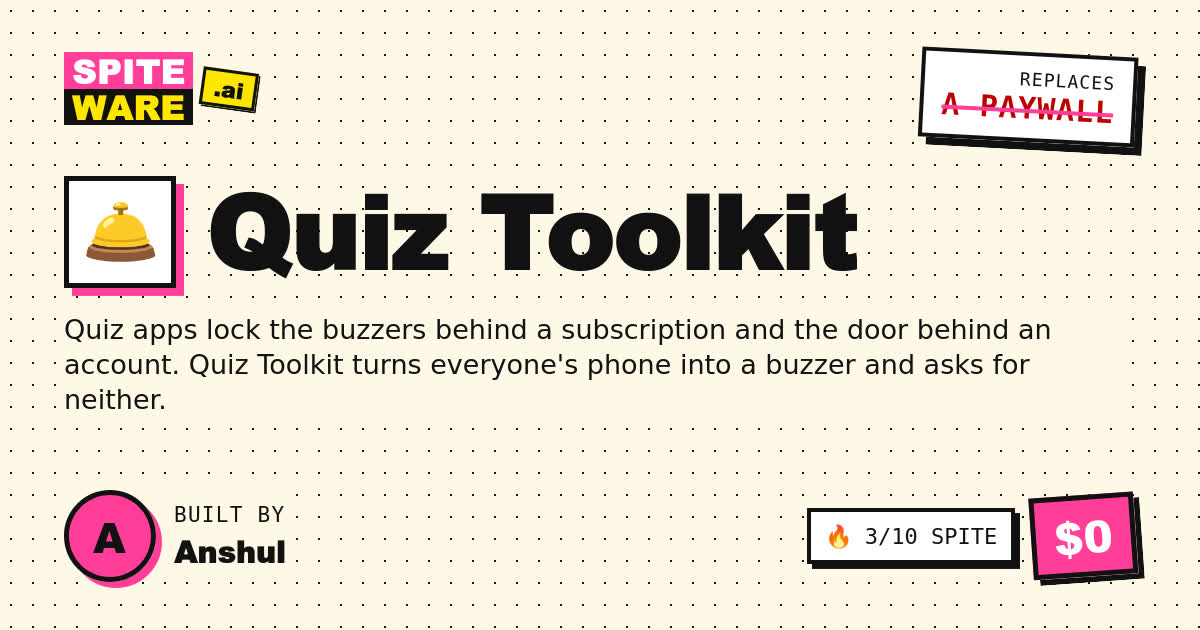 SPITE
WARE
.ai
REPLACES
A PAYWALL
Quiz Toolkit
Quiz apps lock the buzzers behind a subscription and the door behind an
account. Quiz Toolkit turns everyone's phone into a buzzer and asks for
neither.
A
BUILT BY
Anshul
🔥 3/10 SPITE
$0